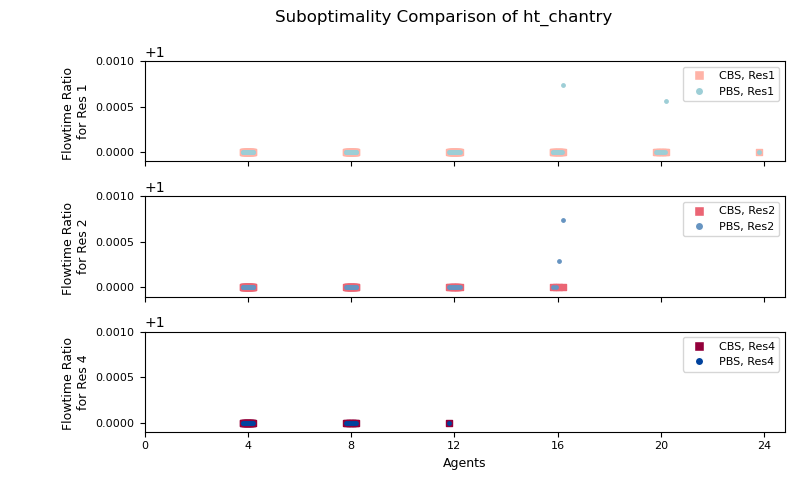 Suboptimality Comparison of ht_chantry
+1
0.0010
0.0005
0.0000
Flowtime Ratio
for Res 1
CBS, Res1
PBS, Res1
+1
0.0010
0.0005
0.0000
Flowtime Ratio
for Res 2
CBS, Res2
PBS, Res2
+1
0.0010
0.0005
0.0000
Flowtime Ratio
for Res 4
CBS, Res4
PBS, Res4
0 4 8 12 16 20 24
Agents